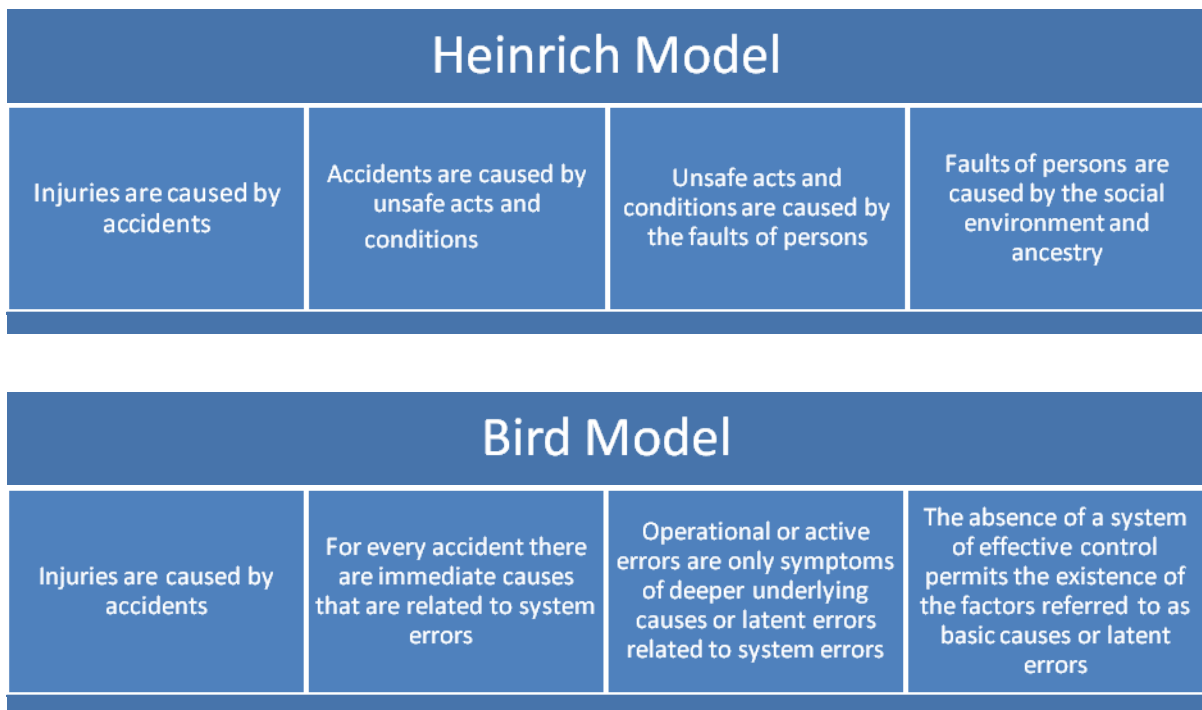 Heinrich Model
Injuries are caused by
accidents
Accidents are caused by
unsafe acts and
conditions
Unsafe acts and
conditions are caused by
the faults of persons
Faults of persons are
caused by the social
environment and
ancestry
Bird Model
Injuries are caused by
accidents
For every accident there
are immediate causes
that are related to system
errors
Operational or active
errors are only symptoms
of deeper underlying
causes or latent errors
related to system errors
The absence of a system
of effective control
permits the existence of
the factors referred to as
basic causes or latent
errors